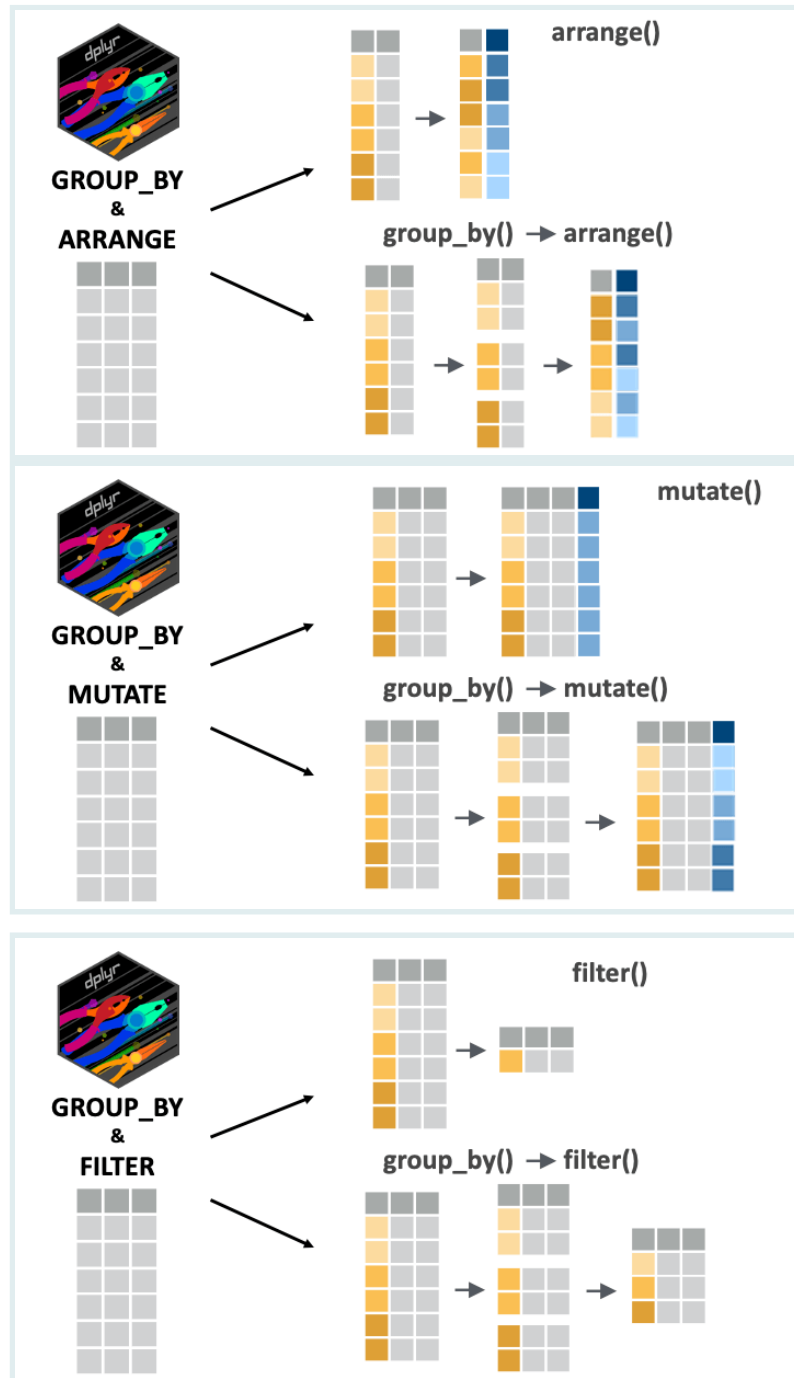 dplyr
GROUP_BY
&
ARRANGE
arrange()
group_by() → arrange()
dplyr
GROUP_BY
&
MUTATE
mutate()
group_by() → mutate()
dplyr
GROUP_BY
&
FILTER
filter()
group_by() → filter()